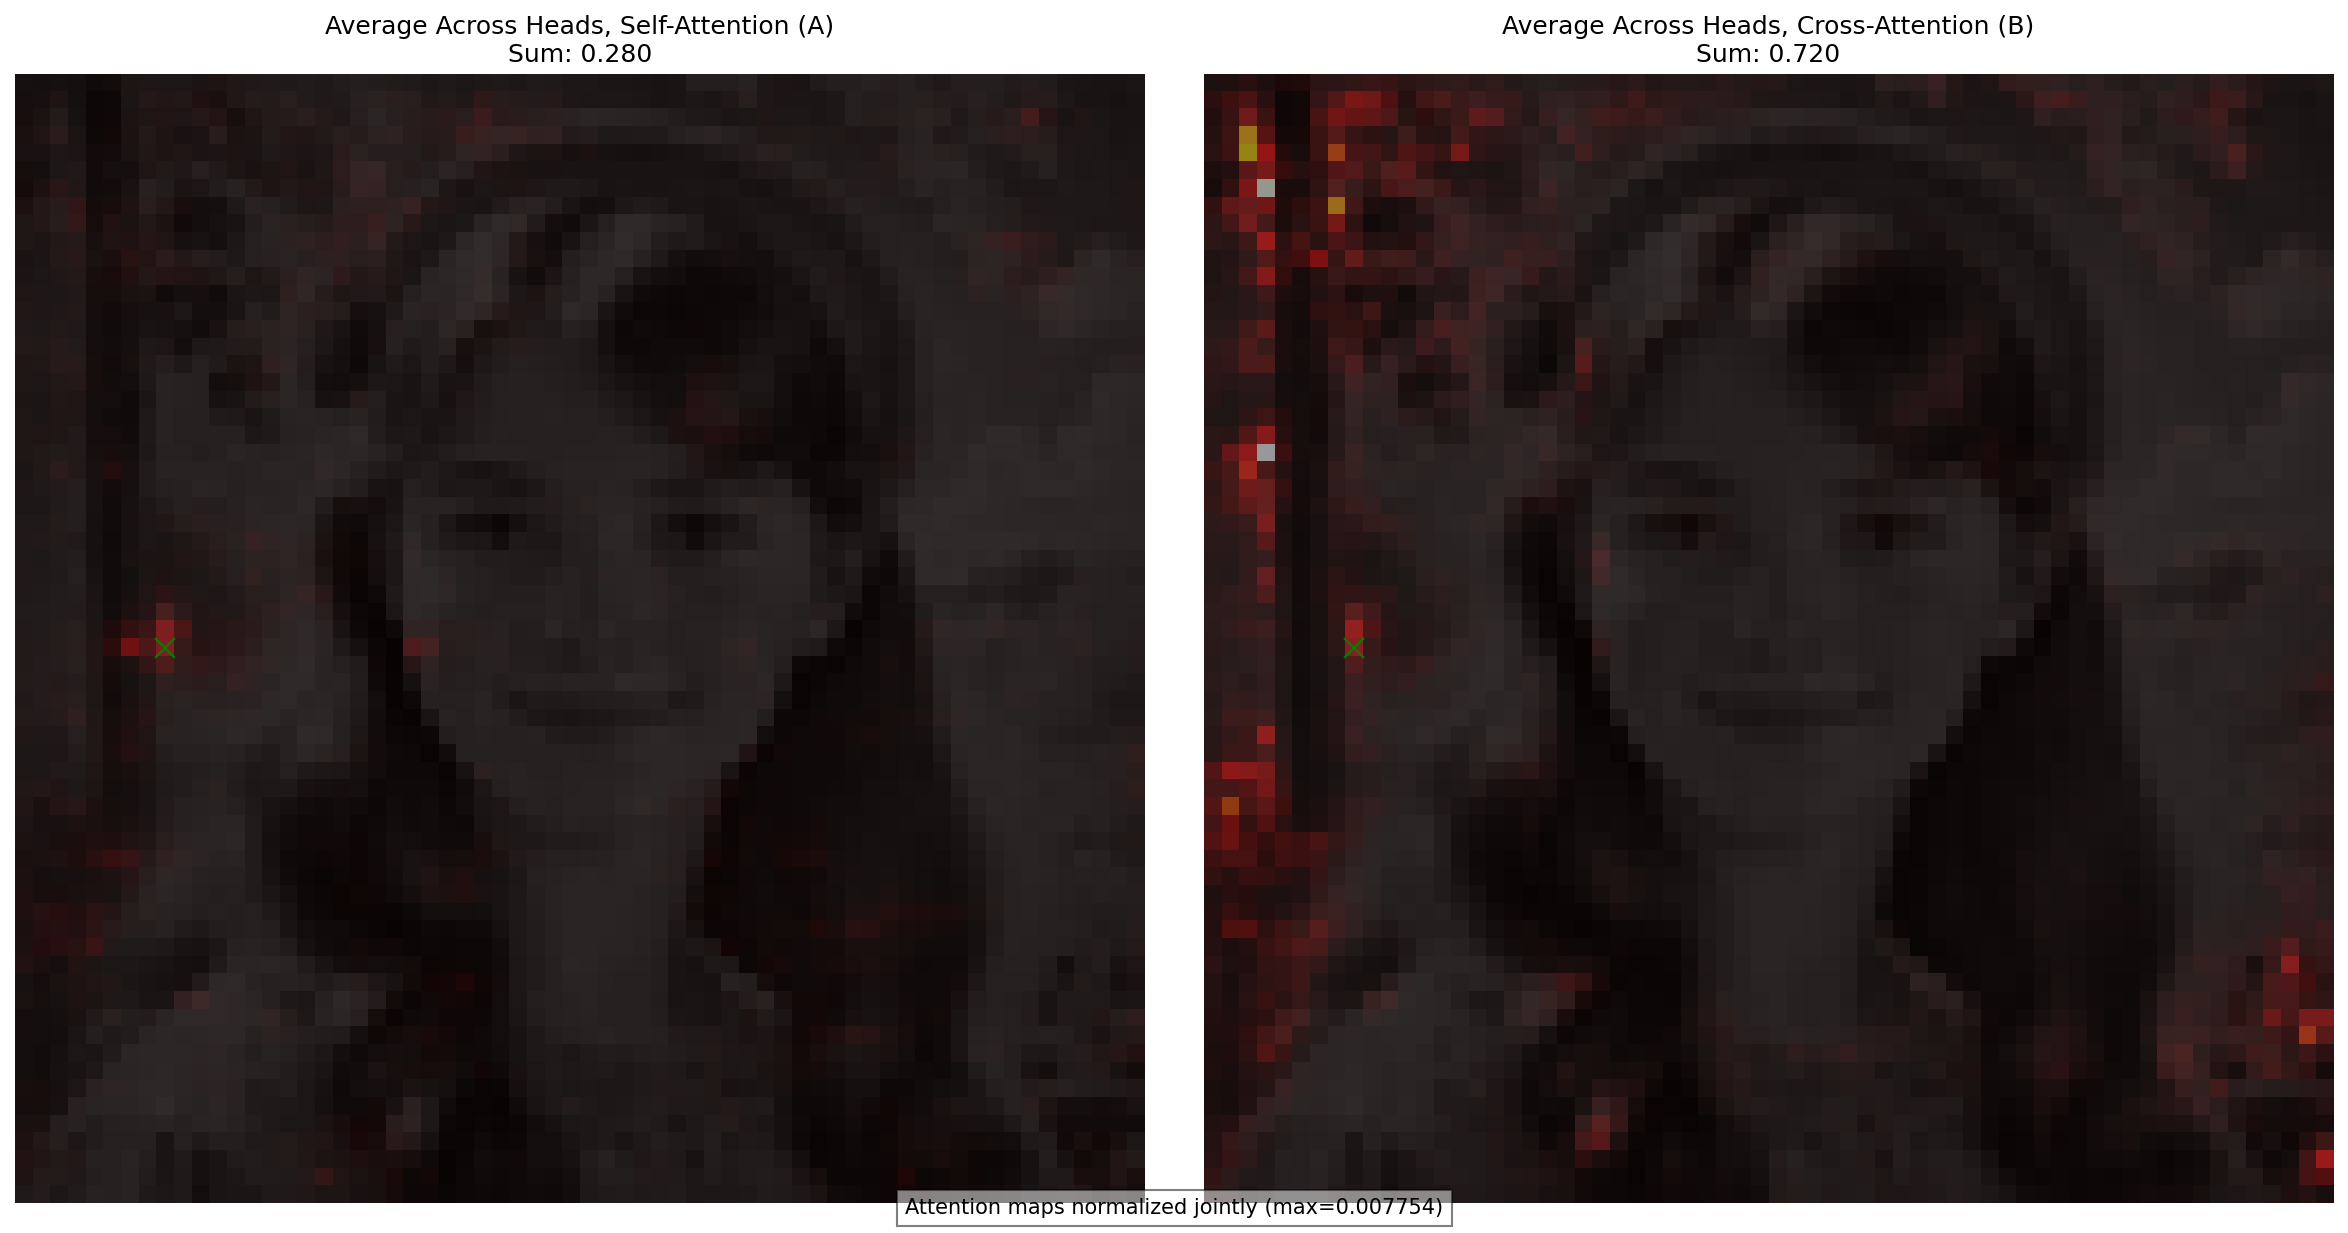 Average Across Heads, Self-Attention (A)
Sum: 0.280
Average Across Heads, Cross-Attention (B)
Sum: 0.720
Attention maps normalized jointly (max=0.007754)